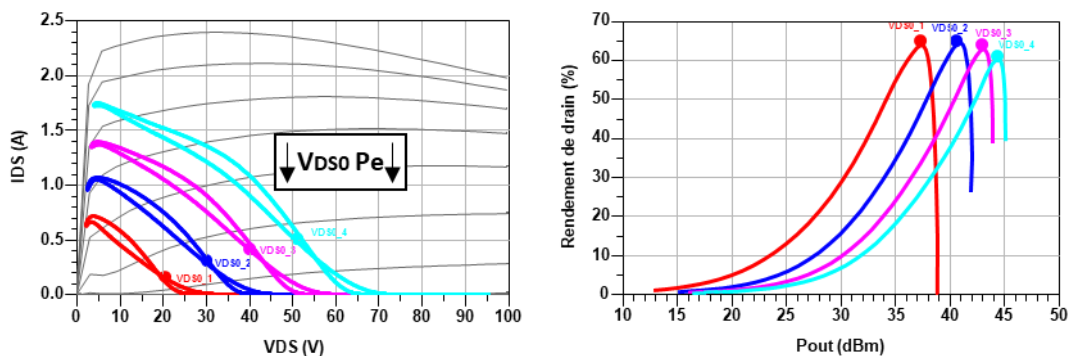 2.5
2.0
1.5
1.0
0.5
0.0
IDS (A)
VDS0 Pe
VDS0_1
VDS0_2
VDS0_3
VDS0_4
0 10 20 30 40 50 60 70 80 90 100
VDS (V)
70
60
50
40
30
20
10
0
Rendement de drain (%)
VDS0_1
VDS0_2
VDS0_3
VDS0_4
10 15 20 25 30 35 40 45 50
Pout (dBm)